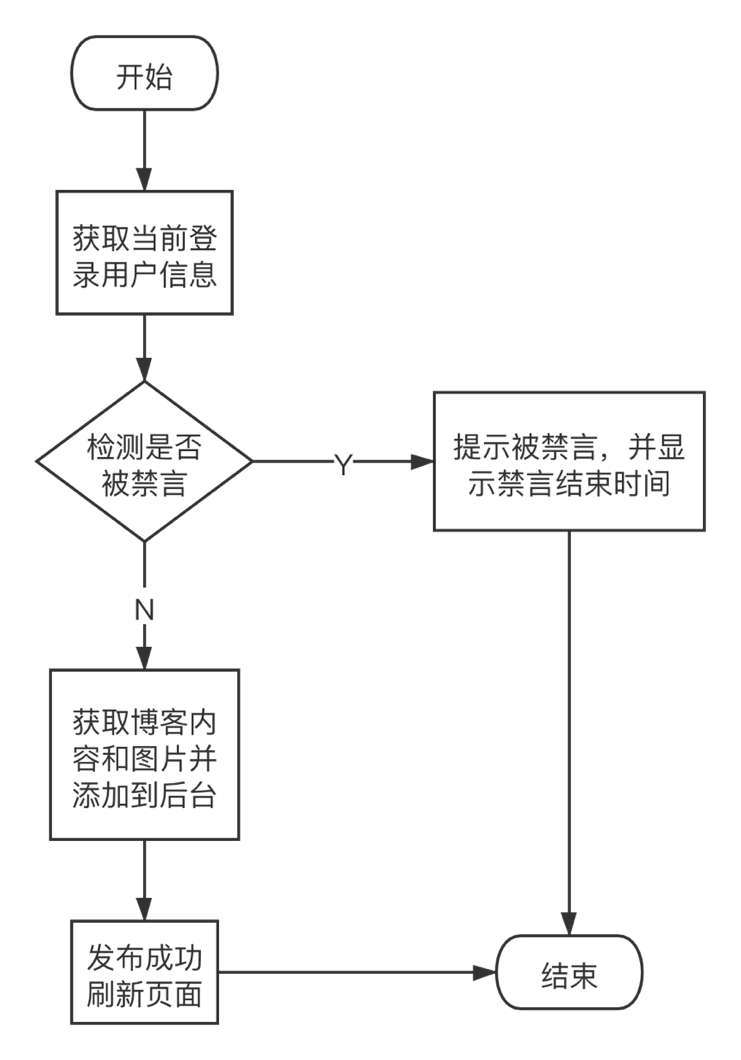 开始
获取当前登
录用户信息
检测是否
被禁言
Y
提示被禁言，并显
示禁言结束时间
N
获取博客内
容和图片并
添加到后台
发布成功
刷新页面
结束